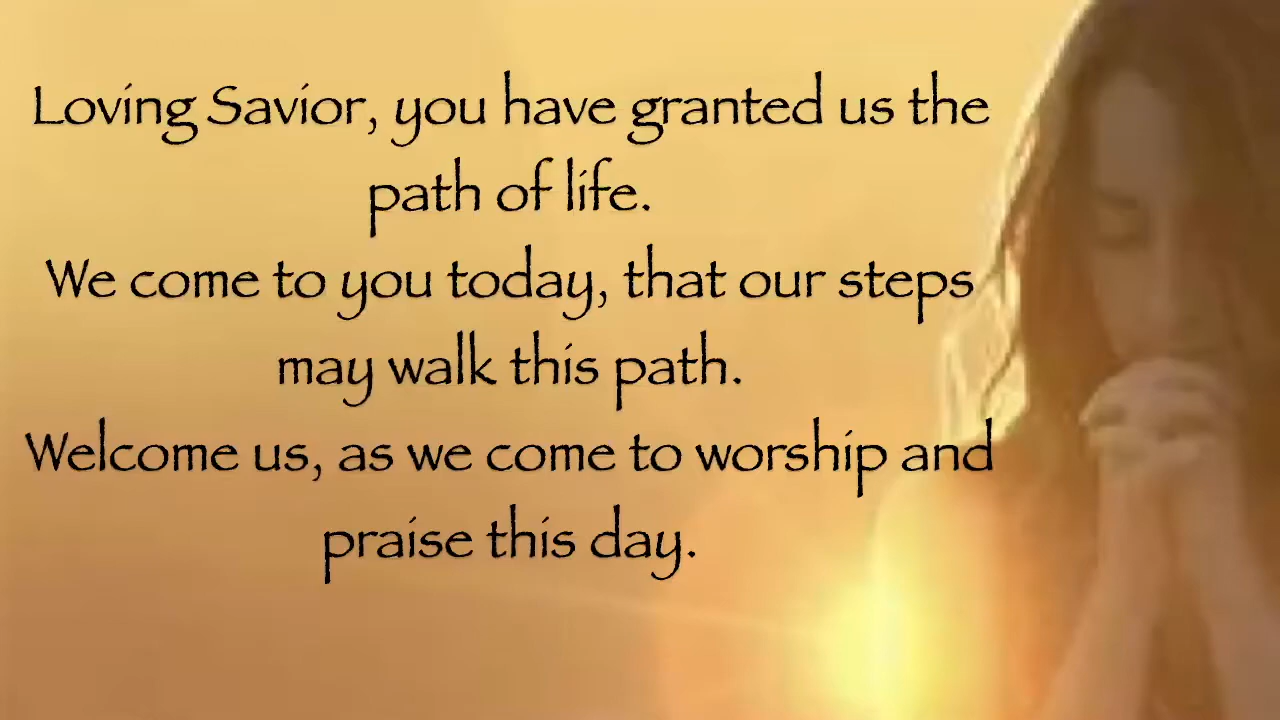 Loving Savior, you have granted us the
path of life.
We come to you today, that our steps
may walk this path.
Welcome us, as we come to worship and
praise this day.